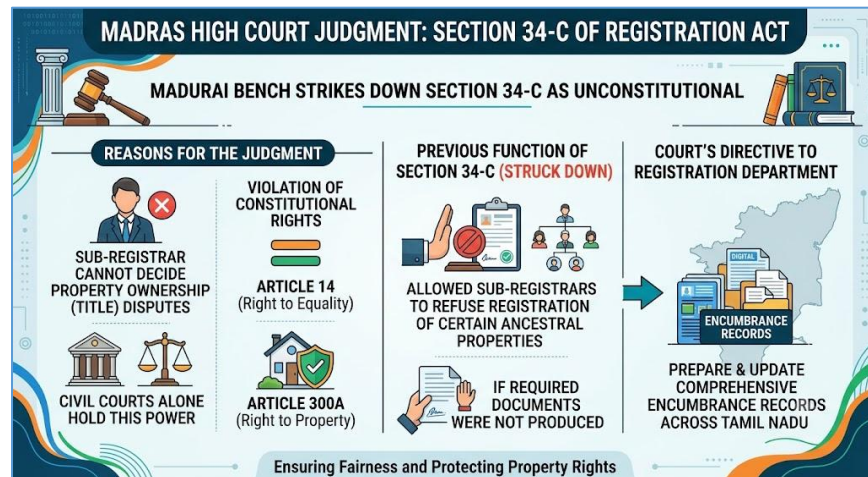 MADRAS HIGH COURT JUDGMENT: SECTION 34-C OF REGISTRATION ACT
MADURAI BENCH STRIKES DOWN SECTION 34-C AS UNCONSTITUTIONAL
REASONS FOR THE JUDGMENT
SUB-REGISTRAR
CANNOT DECIDE
PROPERTY OWNERSHIP
(TITLE) DISPUTES
CIVIL COURTS ALONE
HOLD THIS POWER
VIOLATION OF
CONSTITUTIONAL
RIGHTS
ARTICLE 14
(Right to Equality)
ARTICLE 300A
(Right to Property)
PREVIOUS FUNCTION OF
SECTION 34-C (STRUCK DOWN)
ALLOWED SUB-REGISTRARS
TO REFUSE REGISTRATION
OF CERTAIN ANCESTRAL
PROPERTIES
IF REQUIRED
DOCUMENTS
WERE NOT PRODUCED
COURT'S DIRECTIVE TO
REGISTRATION DEPARTMENT
DIGITAL
ENCUMBRANCE
RECORDS
PREPARE & UPDATE
COMPREHENSIVE
ENCUMBRANCE RECORDS
ACROSS TAMIL NADU
Ensuring Fairness and Protecting Property Rights